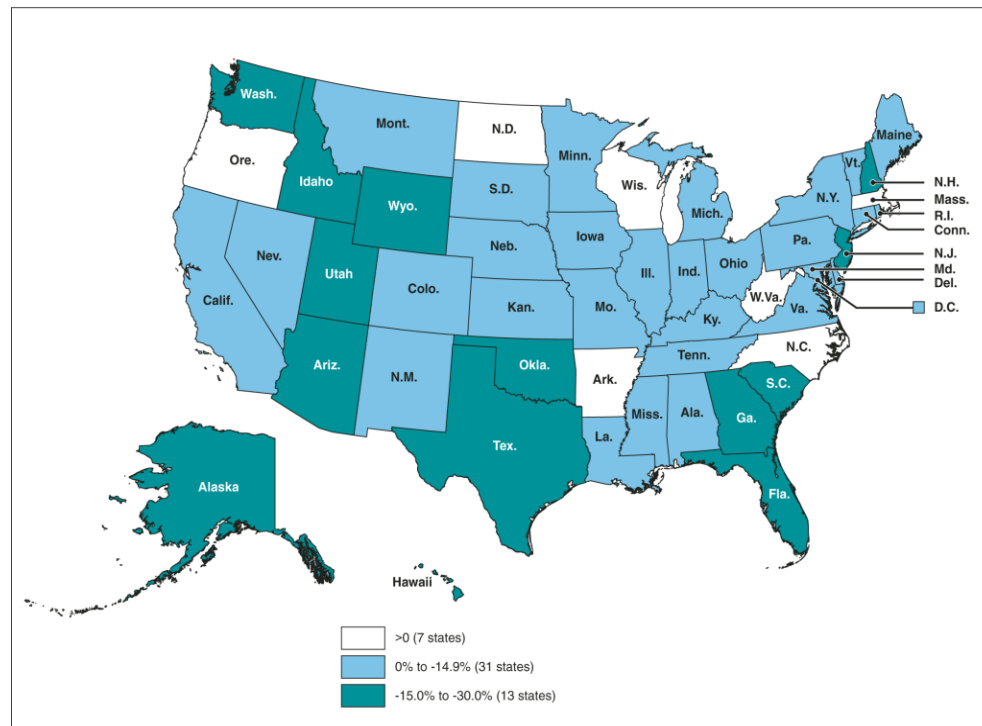 Wash.
Mont.
N.D.
Minn.
Maine
Ore.
Vt.
Idaho
Wis.
N.H.
S.D.
N.Y.
Mass.
Wyo.
Mich.
R.I.
Conn.
Neb.
Iowa
Pa.
N.J.
Nev.
Utah
Ill.
Ind.
Ohio
Md.
Del.
Calif.
Colo.
Kan.
Mo.
W.Va.
Va.
D.C.
Ky.
N.C.
Ariz.
N.M.
Okla.
Ark.
Tenn.
S.C.
Miss.
Ala.
Ga.
Tex.
La.
Alaska
Fla.
Hawaii
>0 (7 states)
0% to -14.9% (31 states)
-15.0% to -30.0% (13 states)